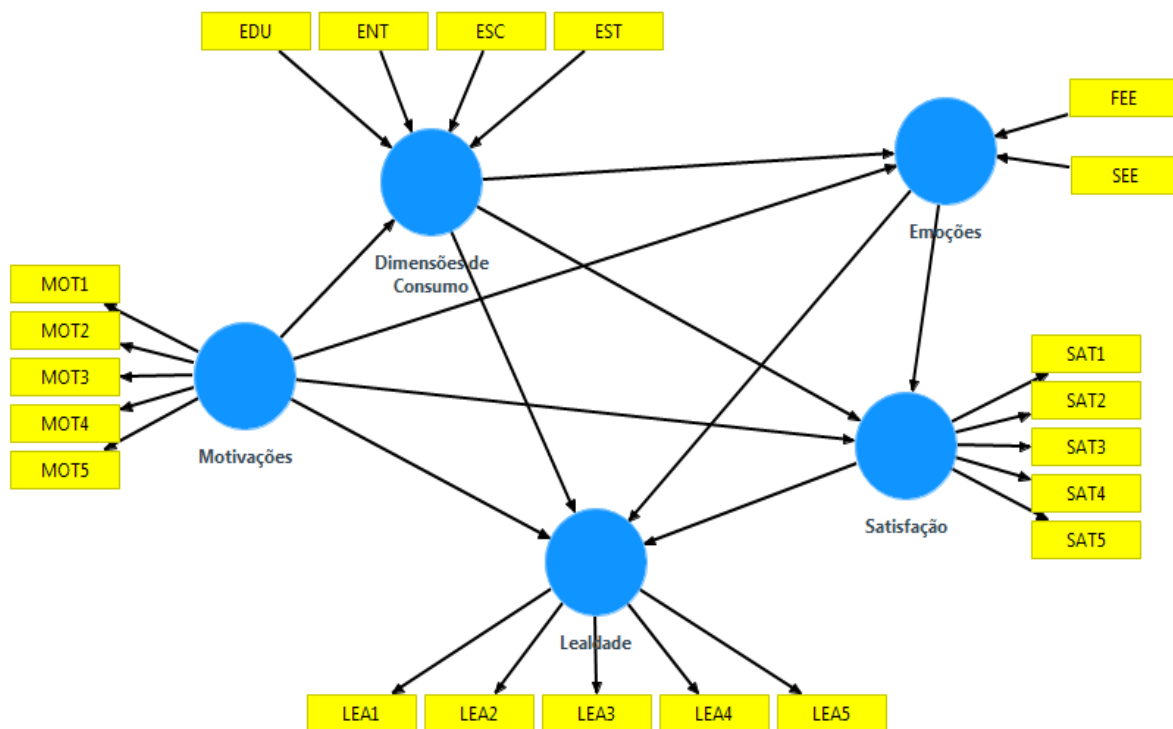 EDU
ENT
ESC
EST
FEE
SEE
Emoções
Dimensões de
Consumo
MOT1
MOT2
MOT3
MOT4
MOT5
Motivações
SAT1
SAT2
SAT3
SAT4
SAT5
Satisfação
Lealdade
LEA1
LEA2
LEA3
LEA4
LEA5